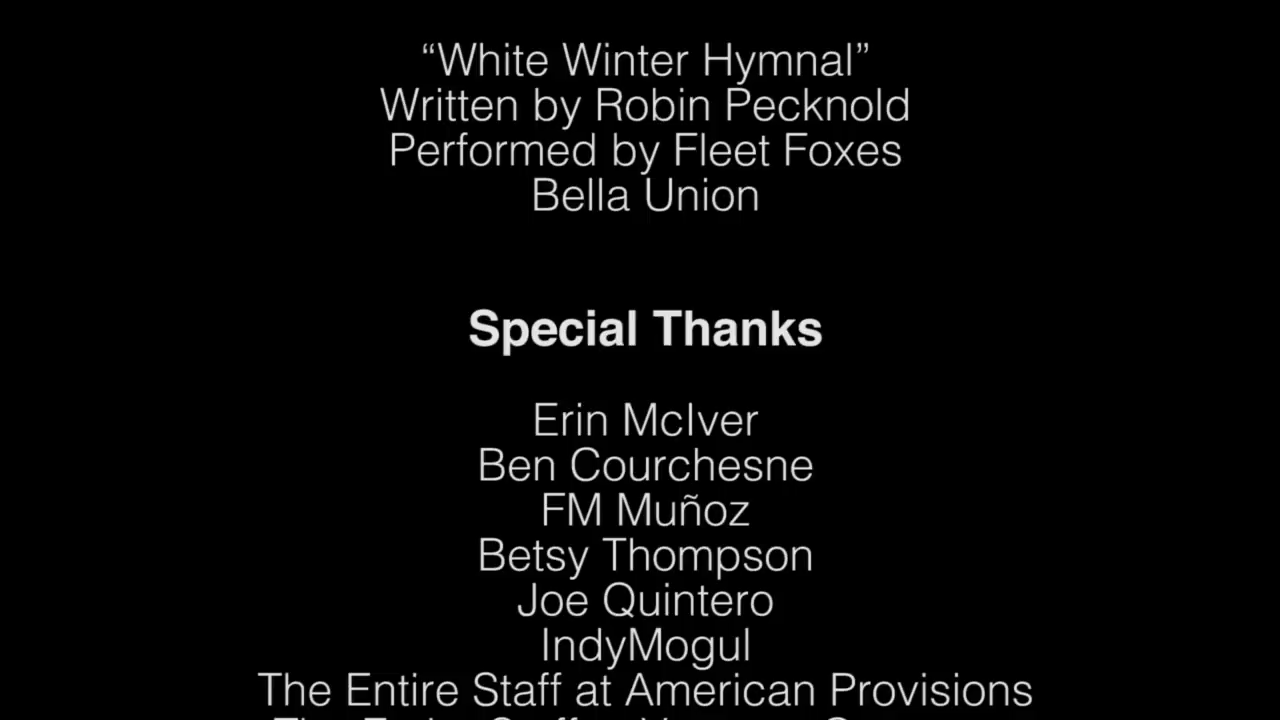 “White Winter Hymnal”
Written by Robin Pecknold
Performed by Fleet Foxes
Bella Union
Special Thanks
Erin McIver
Ben Courchesne
FM Muñoz
Betsy Thompson
Joe Quintero
IndyMogul
The Entire Staff at American Provisions